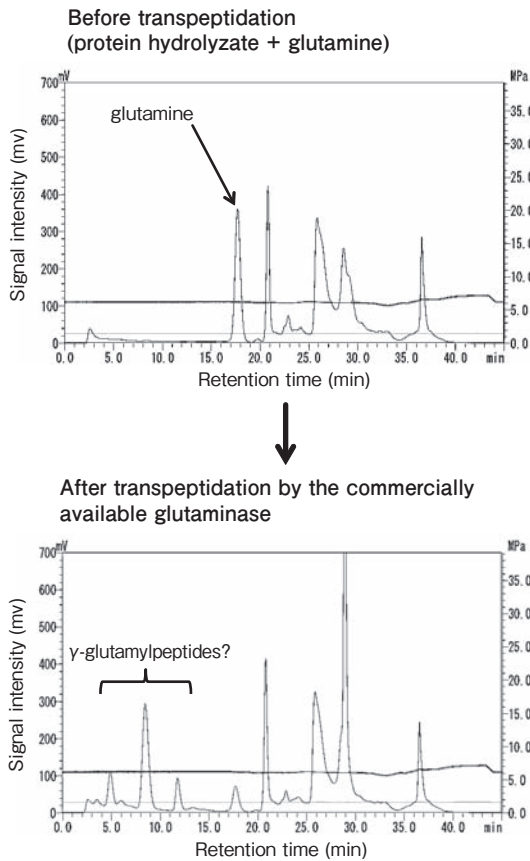 Before transpeptidation
(protein hydrolyzate + glutamine)
mV
MPa
700
600
500
400
300
200
100
0
35.0
30.0
25.0
20.0
15.0
10.0
5.0
0.0
glutamine
Signal intensity (mv)
0.0 5.0 10.0 15.0 20.0 25.0 30.0 35.0 40.0 min
Retention time (min)
After transpeptidation by the commercially
available glutaminase
mV
MPa
700
600
500
400
300
200
100
0
35.0
30.0
25.0
20.0
15.0
10.0
5.0
0.0
γ-glutamylpeptides?
Signal intensity (mv)
0.0 5.0 10.0 15.0 20.0 25.0 30.0 35.0 40.0 min
Retention time (min)